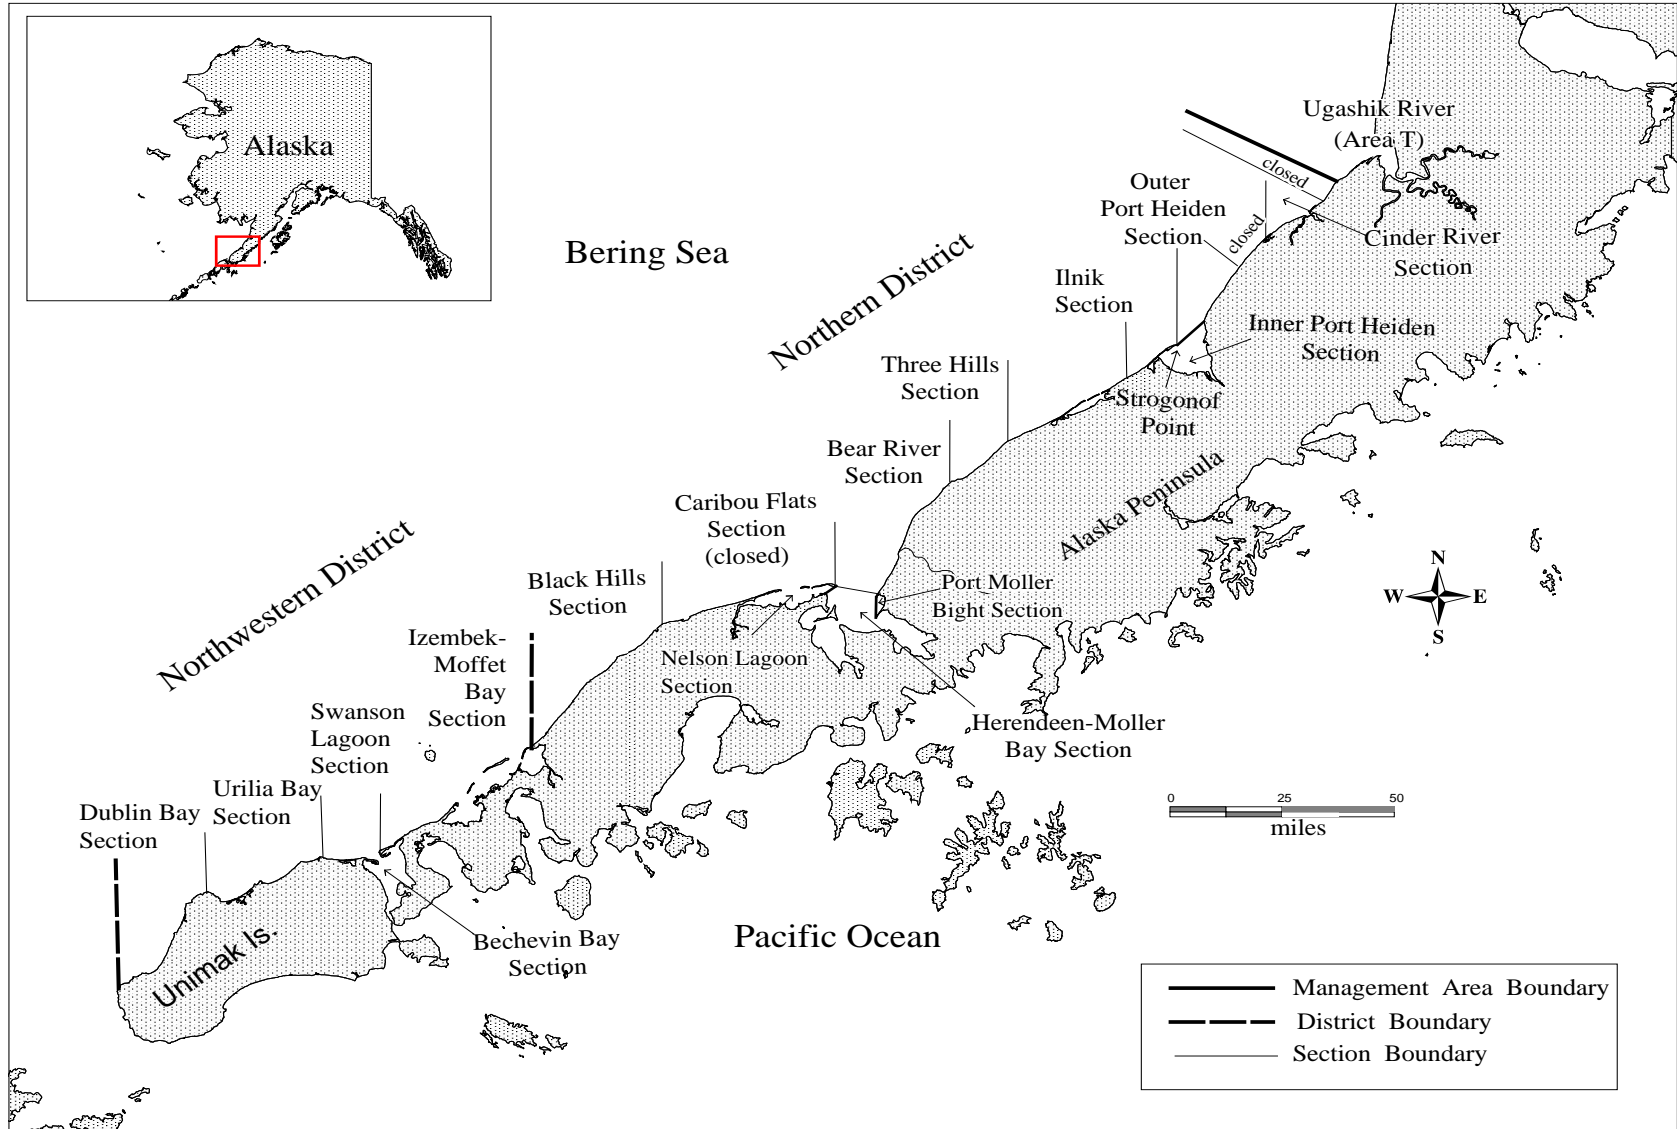 Alaska
Bering Sea
Ugashik River
(Area T)
closed
Outer
Port Heiden
Section
closed
Cinder River
Section
Northern District
Ilnik
Section
Inner Port Heiden
Section
Three Hills
Section
Strogonof
Point
Bear River
Section
Alaska Peninsula
Caribou Flats
Section
(closed)
Northwestern District
Black Hills
Section
Port Moller
Bight Section
N
W
E
S
Izembek-
Moffet
Bay
Section
Nelson Lagoon
Section
Swanson
Lagoon
Section
Herendeen-Moller
Bay Section
Urilia Bay
Section
Dublin Bay
Section
0 25 50
miles
Unimak Is.
Bechevin Bay
Section
Pacific Ocean
Management Area Boundary
District Boundary
Section Boundary